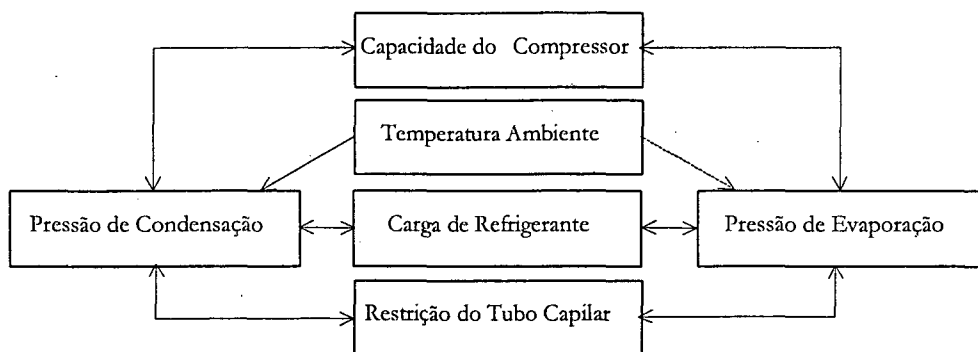 Capacidade do Compressor
Temperatura Ambiente
Pressão de Condensação
Carga de Refrigerante
Pressão de Evaporação
Restrição do Tubo Capilar